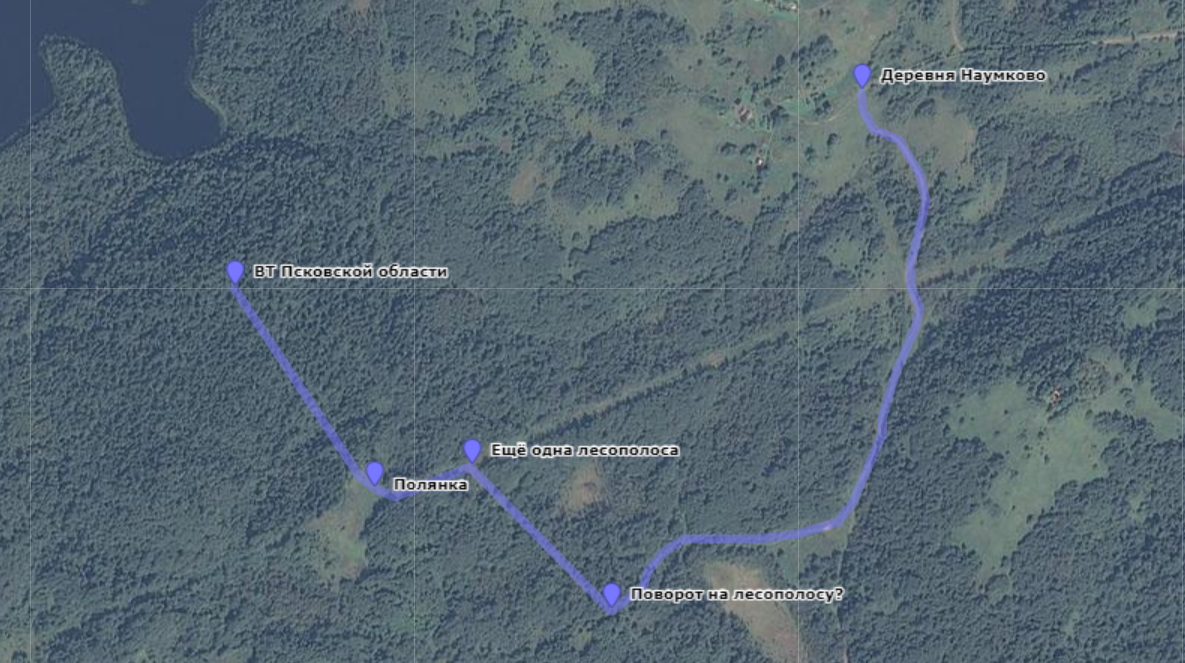 Деревня Наумково
ВТ Псковской области
Ещё одна лесополоса
Полянка
Поворот на лесополосу?